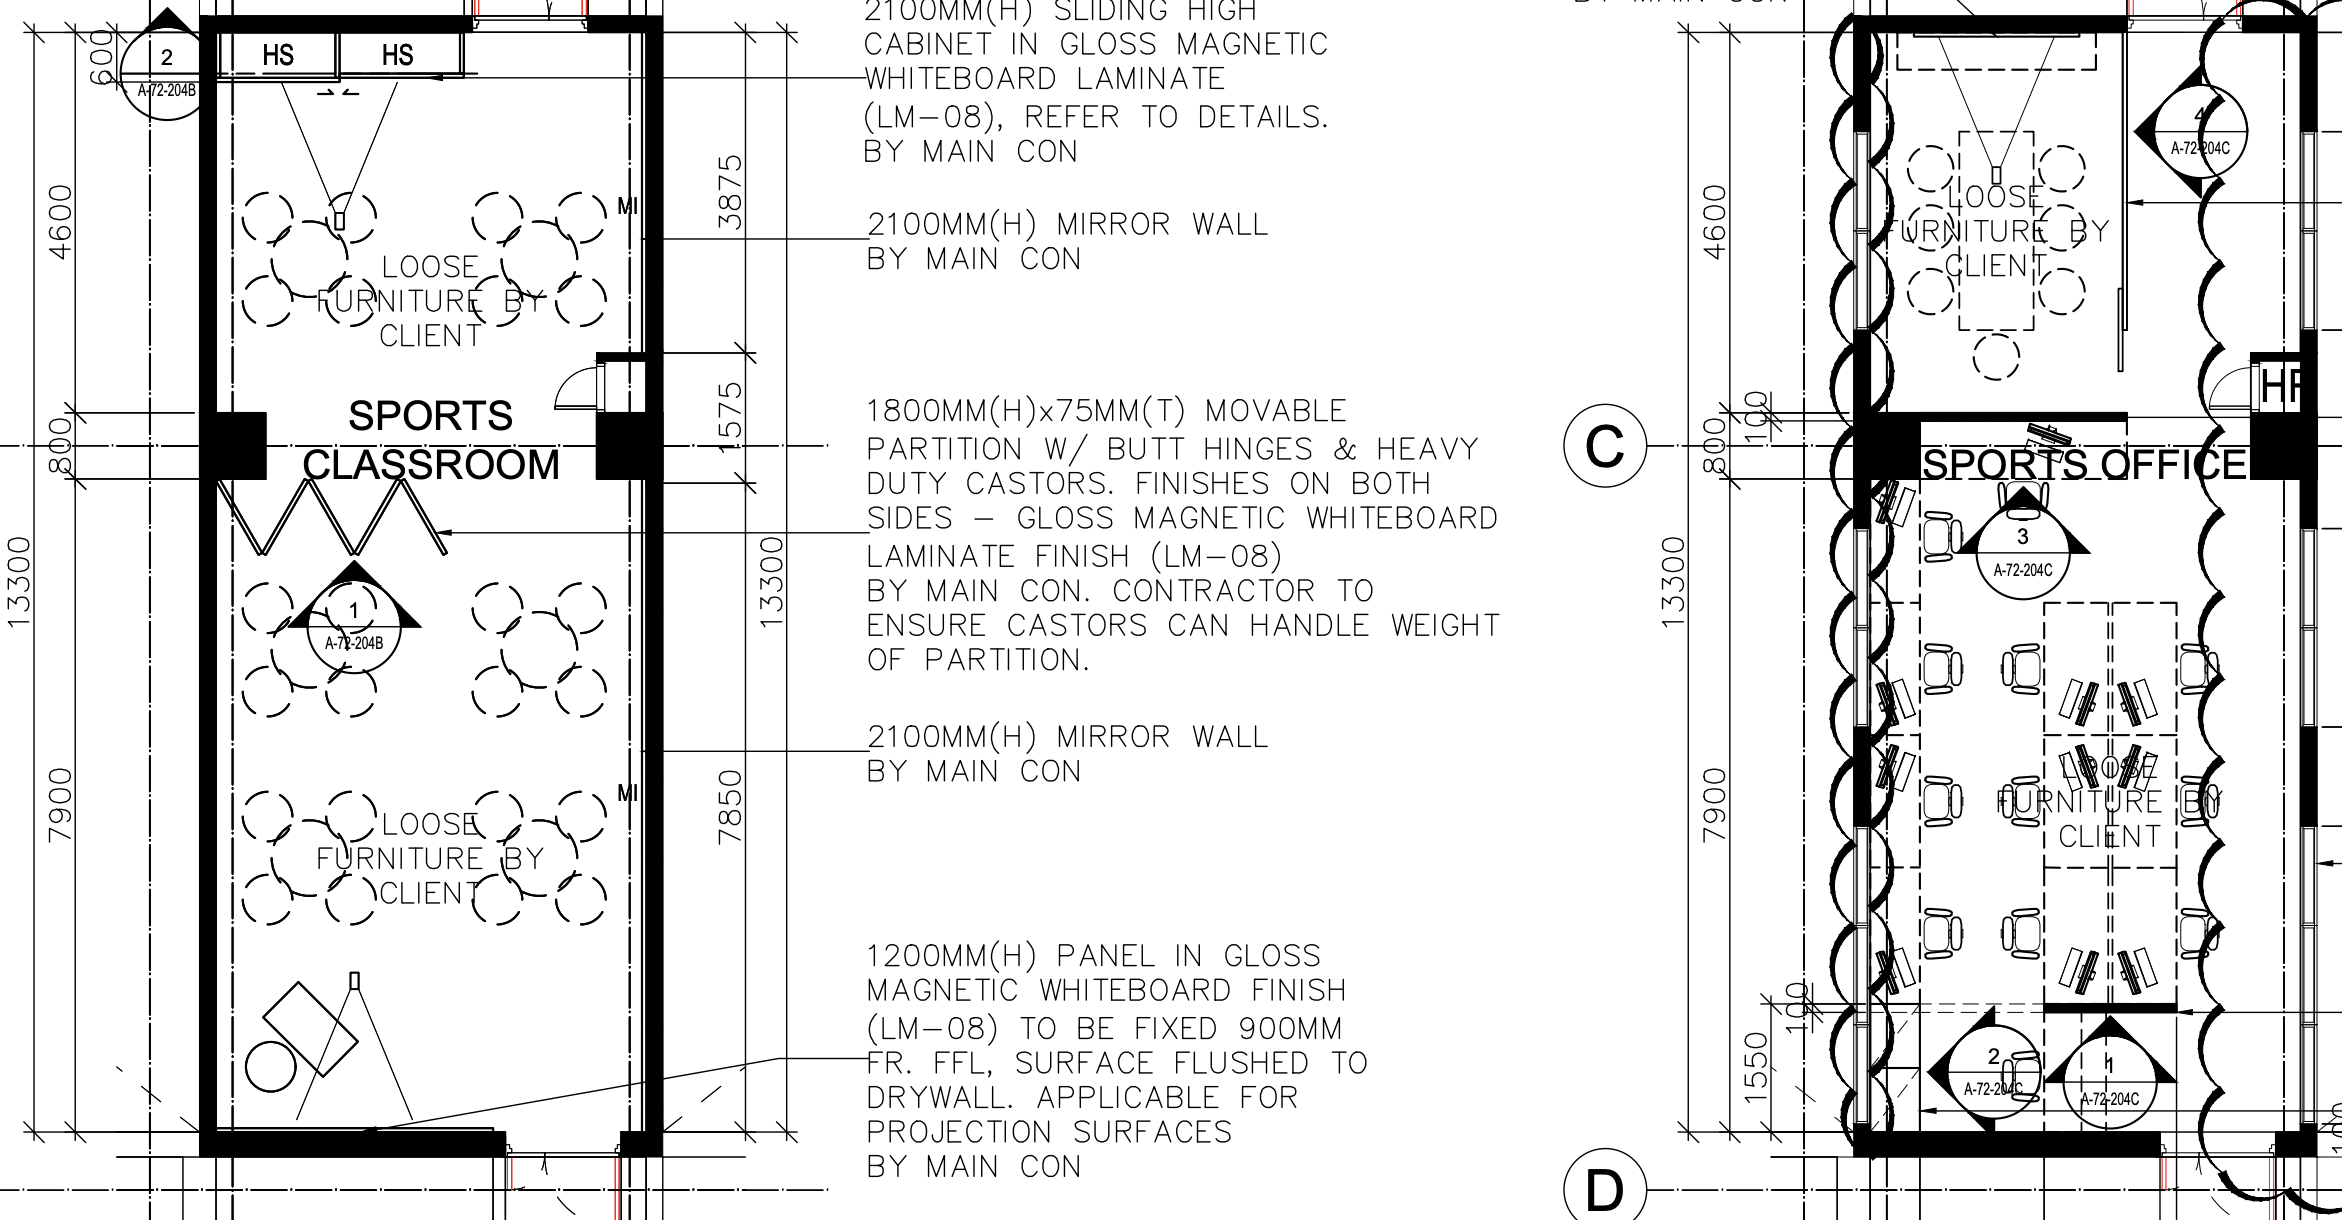 2
A-72-204B
600
HS
HS
4600
800
13300
7900
MI
LOOSE
FURNITURE BY
CLIENT
SPORTS
CLASSROOM
1
A-72-204B
MI
LOOSE
FURNITURE BY
CLIENT
3875
1575
13300
7850
2100MM(H) SLIDING HIGH
CABINET IN GLOSS MAGNETIC
WHITEBOARD LAMINATE
(LM-08), REFER TO DETAILS.
BY MAIN CON
2100MM(H) MIRROR WALL
BY MAIN CON
1800MM(H)x75MM(T) MOVABLE
PARTITION W/ BUTT HINGES & HEAVY
DUTY CASTORS. FINISHES ON BOTH
SIDES – GLOSS MAGNETIC WHITEBOARD
LAMINATE FINISH (LM-08)
BY MAIN CON. CONTRACTOR TO
ENSURE CASTORS CAN HANDLE WEIGHT
OF PARTITION.
2100MM(H) MIRROR WALL
BY MAIN CON
1200MM(H) PANEL IN GLOSS
MAGNETIC WHITEBOARD FINISH
(LM-08) TO BE FIXED 900MM
FR. FFL, SURFACE FLUSHED TO
DRYWALL. APPLICABLE FOR
PROJECTION SURFACES
BY MAIN CON
BY MAIN CON
C
D
4600
800
100
13300
7900
1550
100
4
A-72-204C
LOOSE
FURNITURE BY
CLIENT
HR
SPORTS OFFICE
3
A-72-204C
LOOSE
FURNITURE BY
CLIENT
2
A-72-204C
1
A-72-204C
100